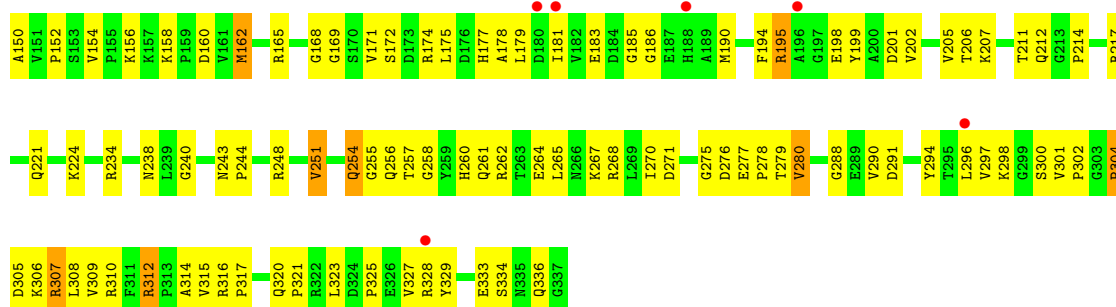 A150 V151 P152 S153 V154 P155 K156 K157 K158 P159 D160 V161 M162 R165 G168 G169 S170 V171 S172 D173 R174 L175 D176 H177 A178 L179 D180 I181 V182 E183 D184 G185 G186 E187 H188 A189 M190 F194 R195 A196 G197 E198 Y199 A200 D201 V202 V205 T206 K207 T211 Q212 G213 P214
Q221 K224 R234 N238 L239 G240 N243 P244 R248 V251 Q254 G255 Q256 T257 G258 Y259 H260 Q261 R262 T263 E264 L265 N266 K267 R268 L269 I270 D271 G275 D276 E277 P278 T279 V280 G288 E289 V290 D291 Y294 T295 L296 V297 K298 G299 S300 V301 P302 G303
D305 K306 R307 L308 V309 R310 F311 R312 P313 A314 V315 R316 P317 Q320 P321 R322 L323 D324 P325 E326 V327 R328 Y329 E333 S334 N335 Q336 G337